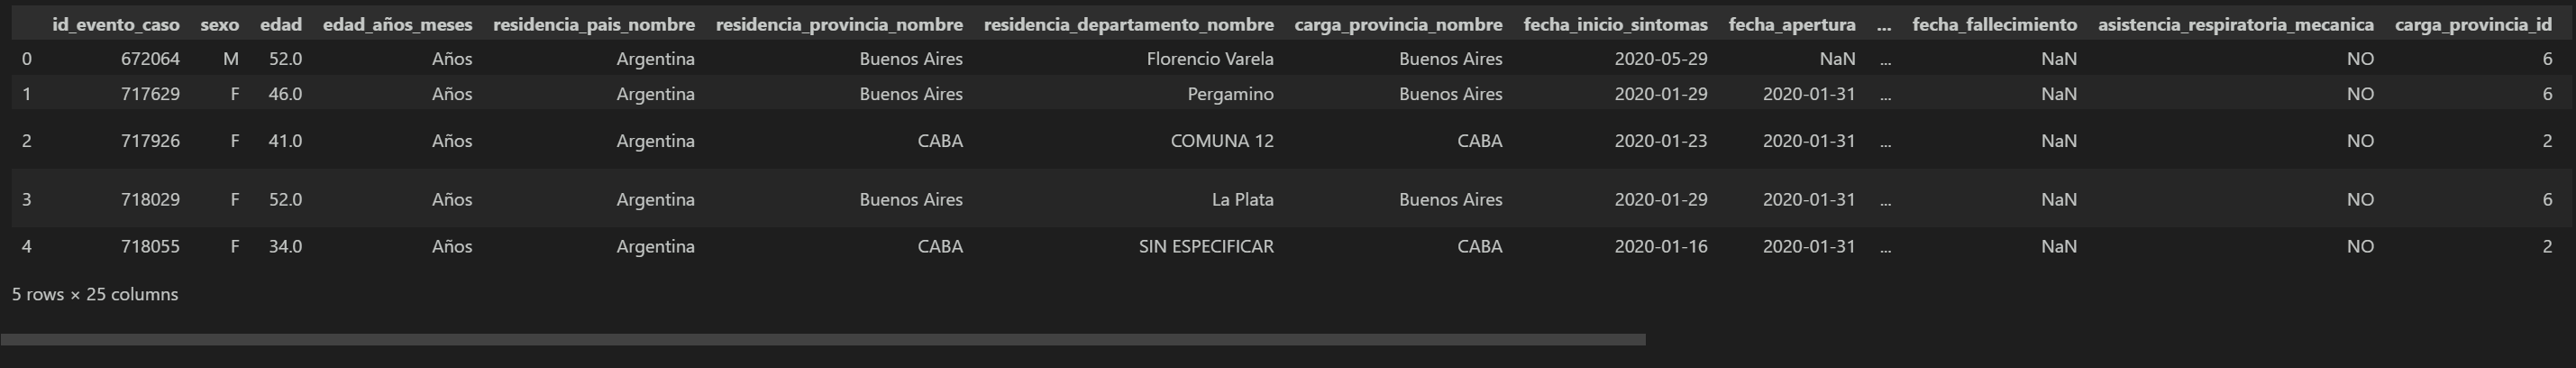 id_evento_caso sexo edad edad_años_meses residencia_pais_nombre residencia_provincia_nombre residencia_departamento_nombre carga_provincia_nombre fecha_inicio_sintomas fecha_apertura ... fecha_fallecimiento asistencia_respiratoria_mecanica carga_provincia_id
0 672064 M 52.0 Años Argentina Buenos Aires Florencio Varela Buenos Aires 2020-05-29 NaN ... NaN NO 6
1 717629 F 46.0 Años Argentina Buenos Aires Pergamino Buenos Aires 2020-01-29 2020-01-31 ... NaN NO 6
2 717926 F 41.0 Años Argentina CABA COMUNA 12 CABA 2020-01-23 2020-01-31 ... NaN NO 2
3 718029 F 52.0 Años Argentina Buenos Aires La Plata Buenos Aires 2020-01-29 2020-01-31 ... NaN NO 6
4 718055 F 34.0 Años Argentina CABA SIN ESPECIFICAR CABA 2020-01-16 2020-01-31 ... NaN NO 2
5 rows × 25 columns